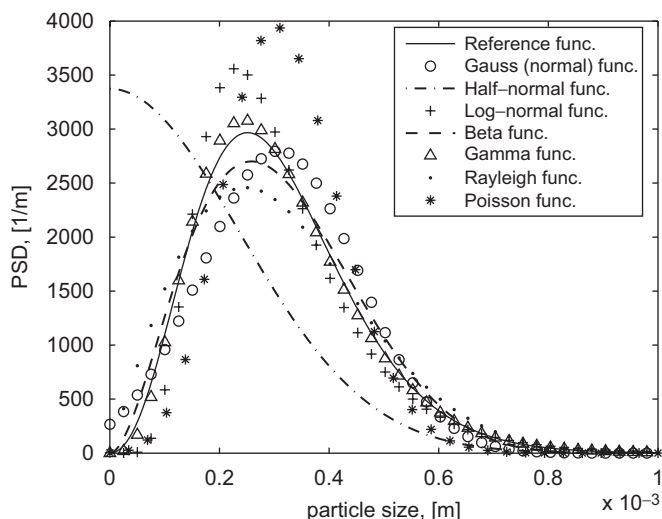 4000
3500
3000
2500
2000
1500
1000
500
0
PSD, [1/m]
Reference func.
Gauss (normal) func.
Half–normal func.
Log–normal func.
Beta func.
Gamma func.
Rayleigh func.
Poisson func.
0 0.2 0.4 0.6 0.8 1
particle size, [m]
x 10⁻³